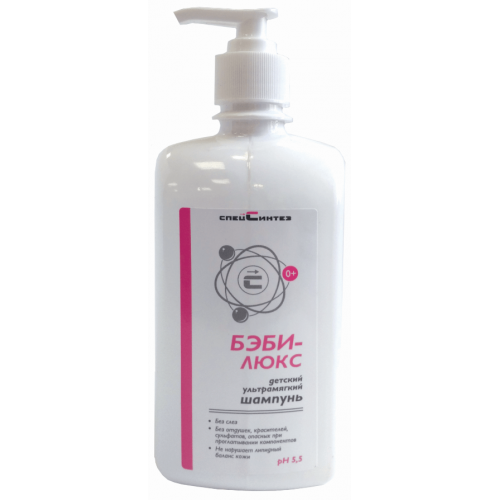 СПЕЦСИНТЕЗ
0+
БЭБИ-
ЛЮКС
детский
ультрамягкий
шампунь
• Без слез
• Без отдушек, красителей,
сульфатов, опасных при
проглатывании компонентов
• Не нарушает липидный
баланс кожи
pH 5,5